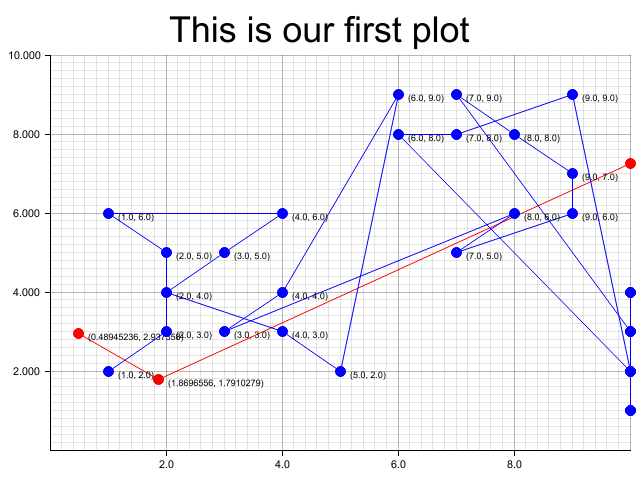 This is our first plot
10.000
(6.0, 9.0) (7.0, 9.0) (9.0, 9.0)
8.000 (6.0, 8.0) (7.0, 8.0) (8.0, 8.0)
(9.0, 7.0)
6.000 (1.0, 6.0) (4.0, 6.0) (8.0, 6.0) (9.0, 6.0)
(2.0, 5.0) (3.0, 5.0) (7.0, 5.0)
4.000 (2.0, 4.0) (4.0, 4.0)
(0.48945236, 2.937356) (2.0, 3.0) (3.0, 3.0) (4.0, 3.0)
2.000 (1.0, 2.0) (5.0, 2.0)
(1.8696556, 1.7910279)
2.0 4.0 6.0 8.0